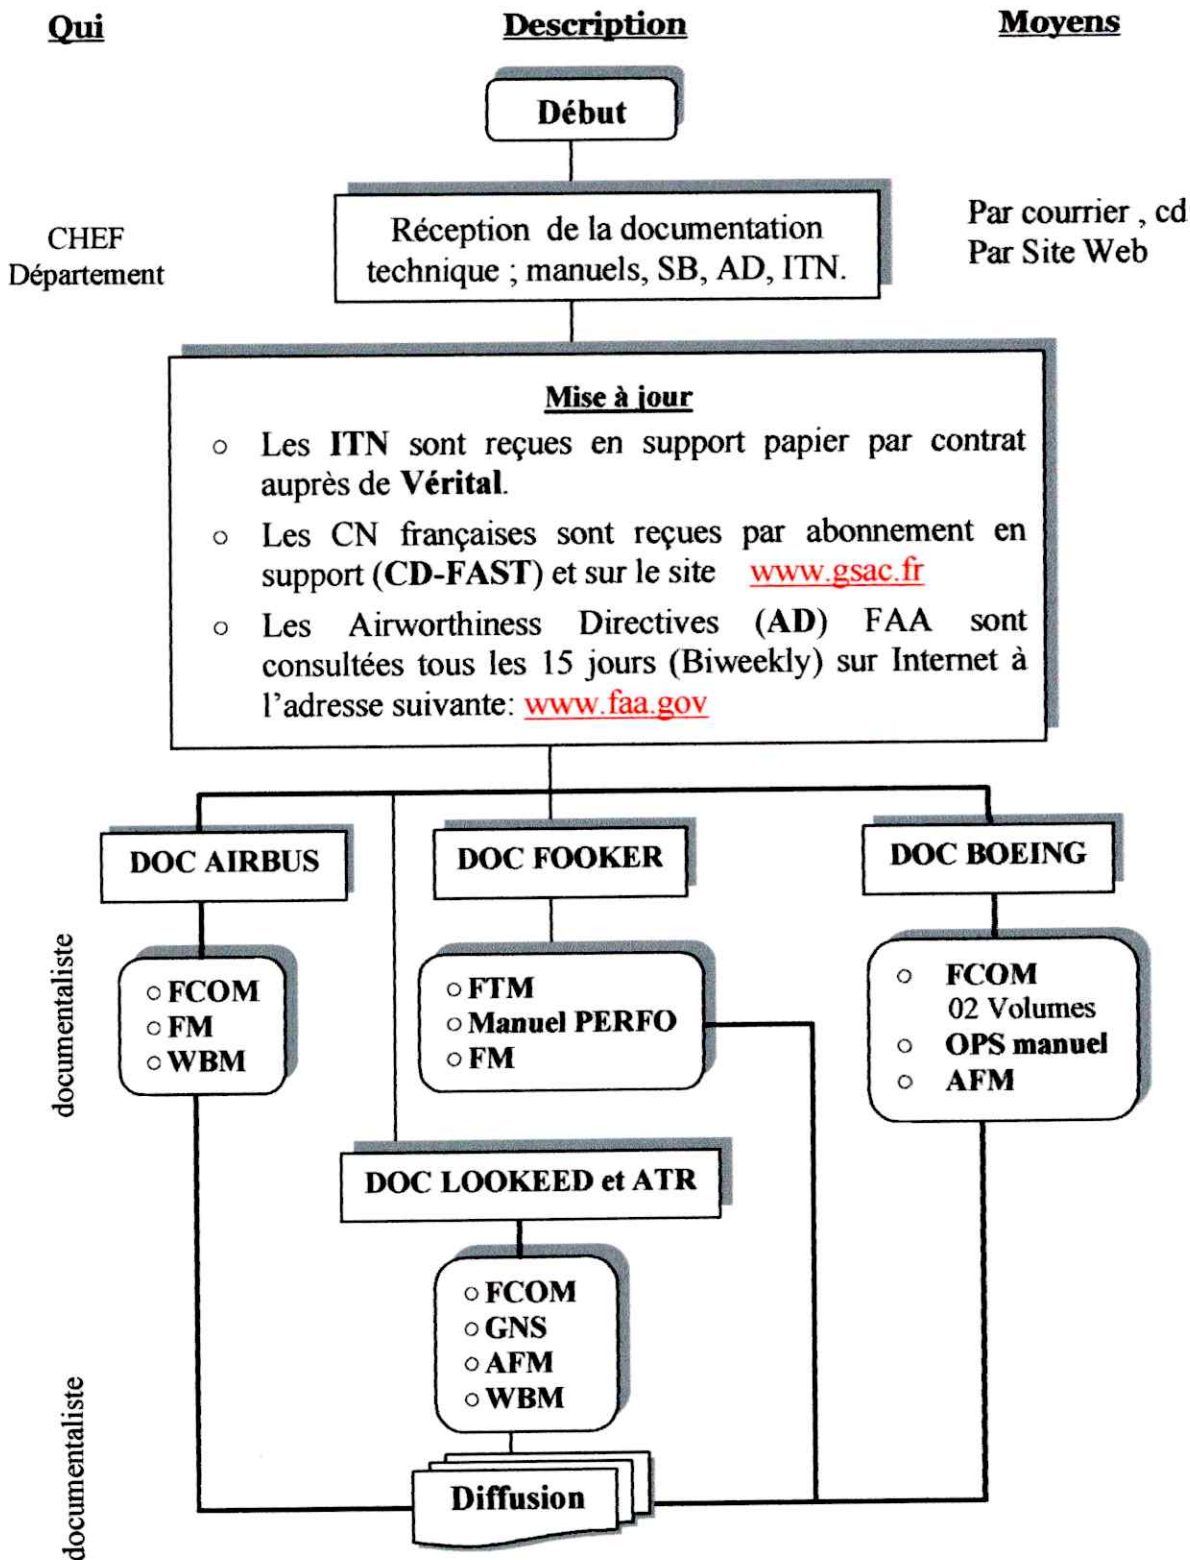 Qui
Description
Moyens
Début
CHEF
Département
Réception de la documentation
technique ; manuels, SB, AD, ITN.
Par courrier , cd
Par Site Web
Mise à jour
○ Les ITN sont reçues en support papier par contrat
auprès de Vérital.
○ Les CN françaises sont reçues par abonnement en
support (CD-FAST) et sur le site www.gsac.fr
○ Les Airworthiness Directives (AD) FAA sont
consultées tous les 15 jours (Biweekly) sur Internet à
l'adresse suivante: www.faa.gov
DOC AIRBUS
DOC FOOKER
DOC BOEING
documentaliste
○ FCOM
○ FM
○ WBM
○ FTM
○ Manuel PERFO
○ FM
○ FCOM
02 Volumes
○ OPS manuel
○ AFM
DOC LOOKEED et ATR
○ FCOM
○ GNS
○ AFM
○ WBM
documentaliste
Diffusion